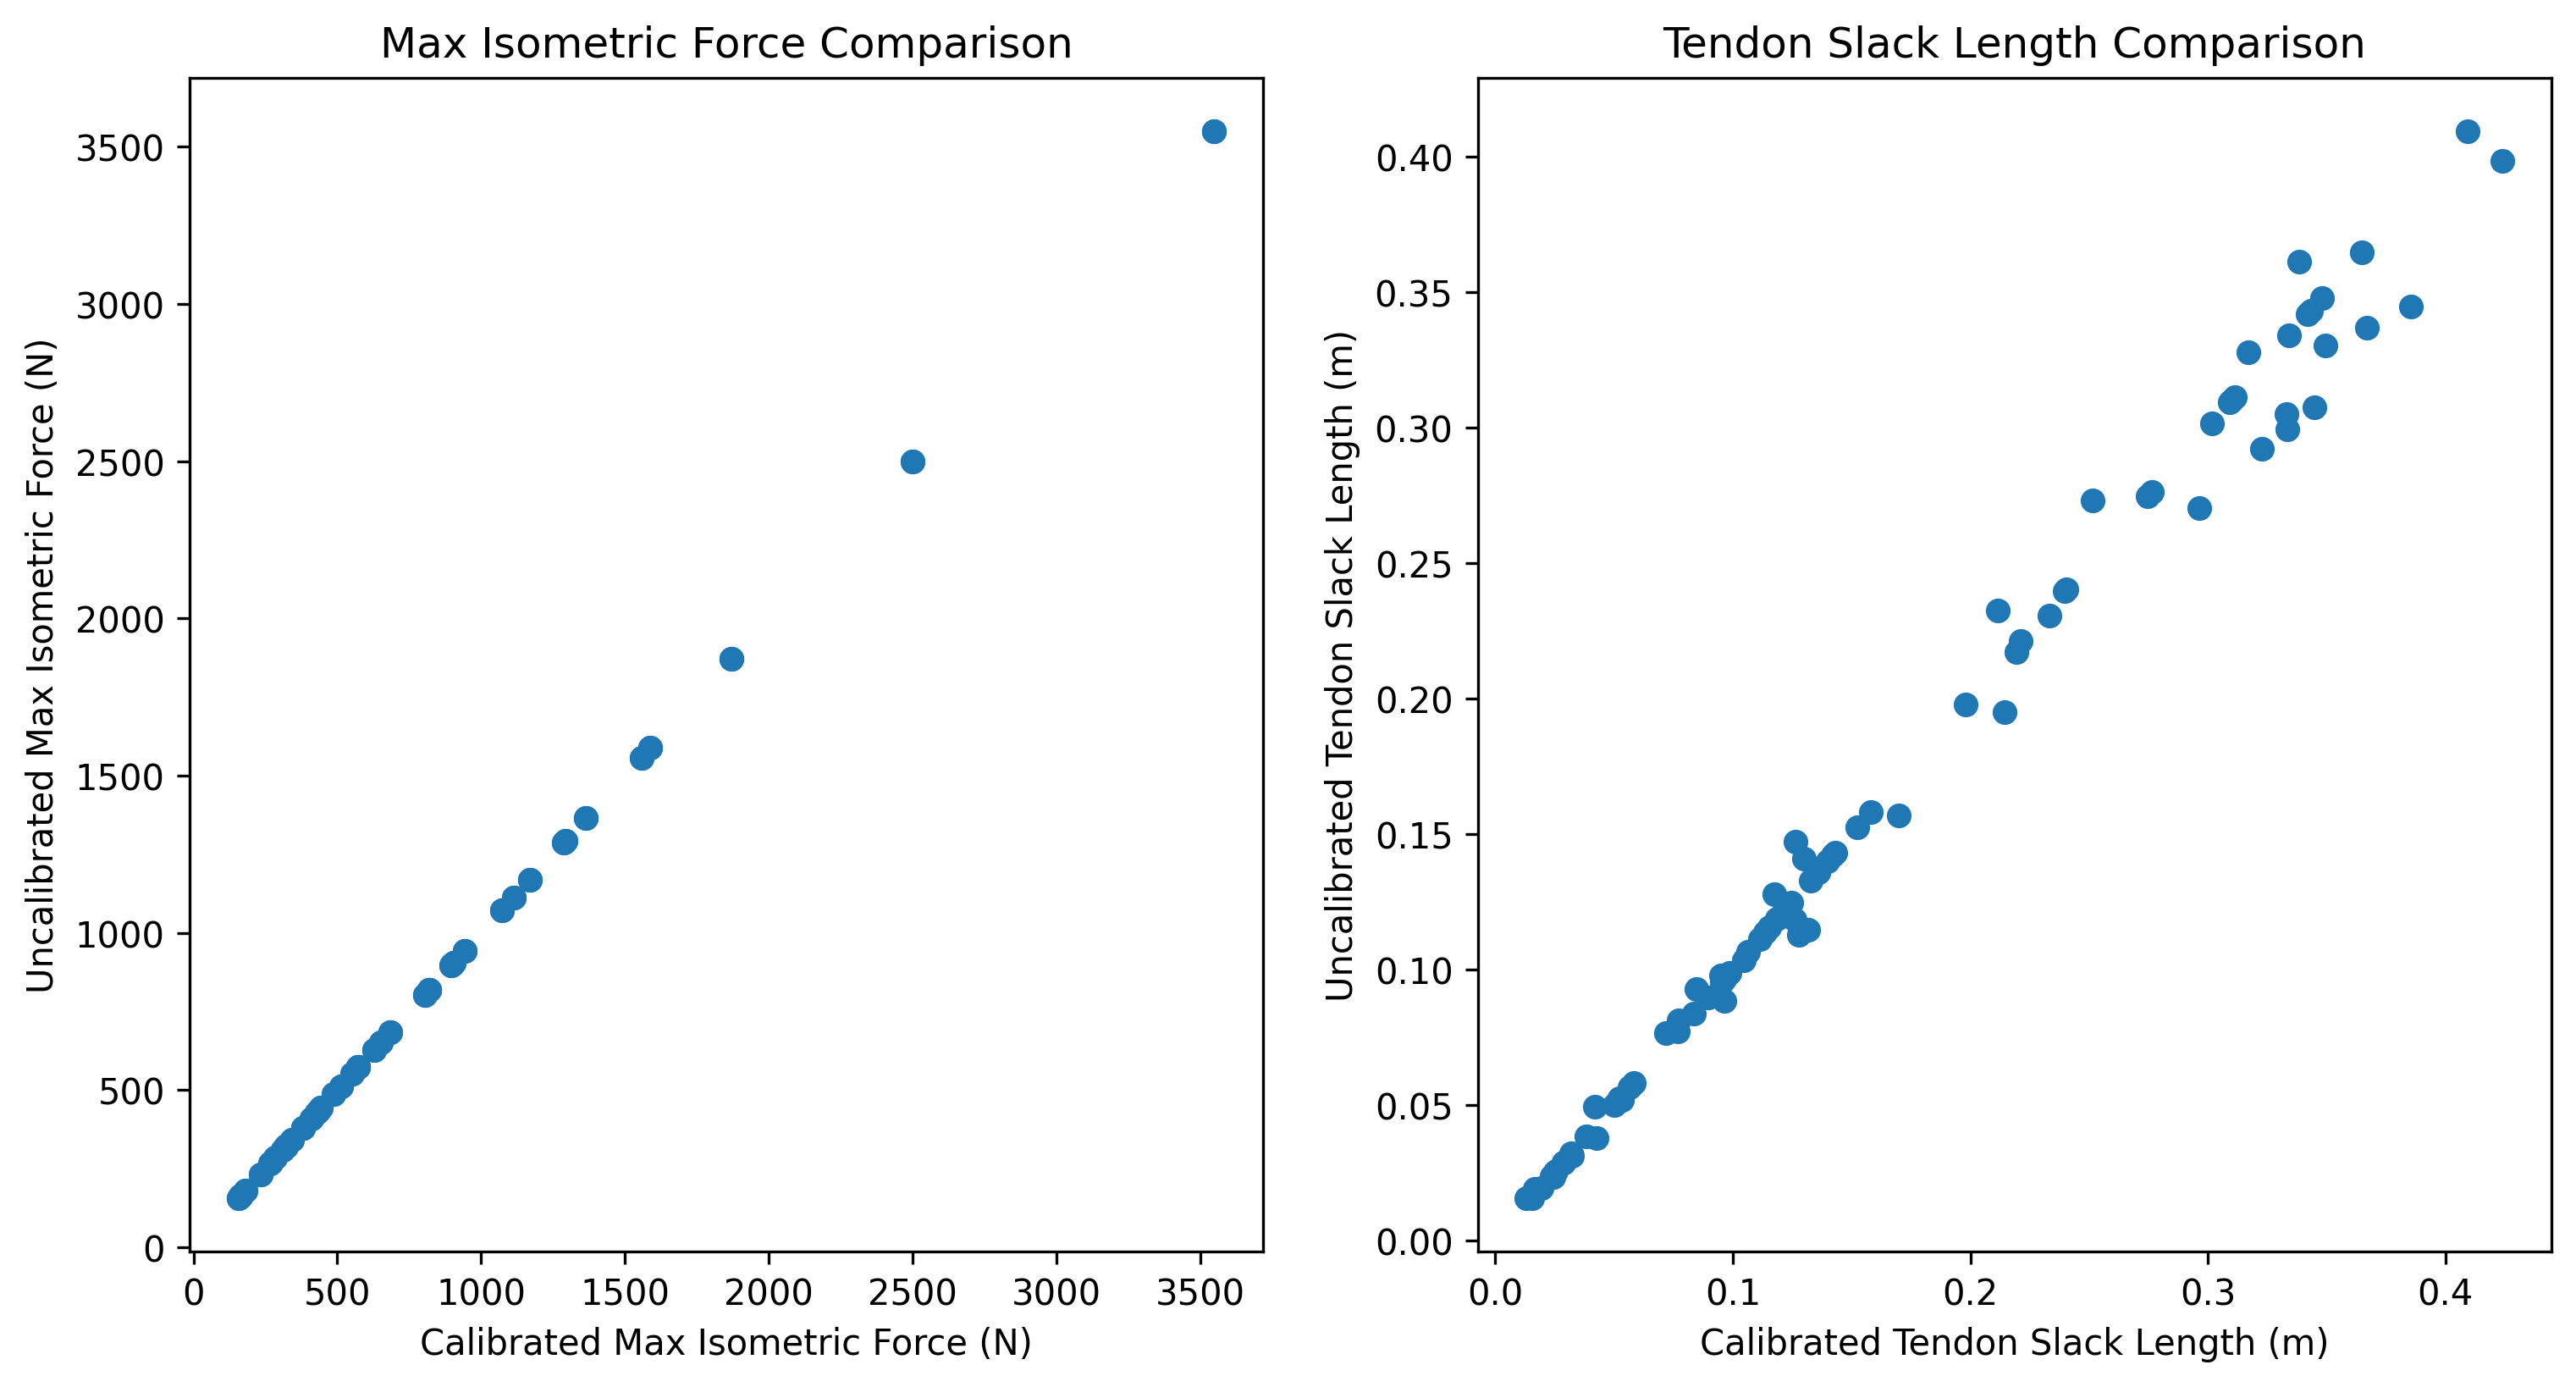 Max Isometric Force Comparison
Uncalibrated Max Isometric Force (N)
3500
3000
2500
2000
1500
1000
500
0
0 500 1000 1500 2000 2500 3000 3500
Calibrated Max Isometric Force (N)
Tendon Slack Length Comparison
Uncalibrated Tendon Slack Length (m)
0.40
0.35
0.30
0.25
0.20
0.15
0.10
0.05
0.00
0.0 0.1 0.2 0.3 0.4
Calibrated Tendon Slack Length (m)